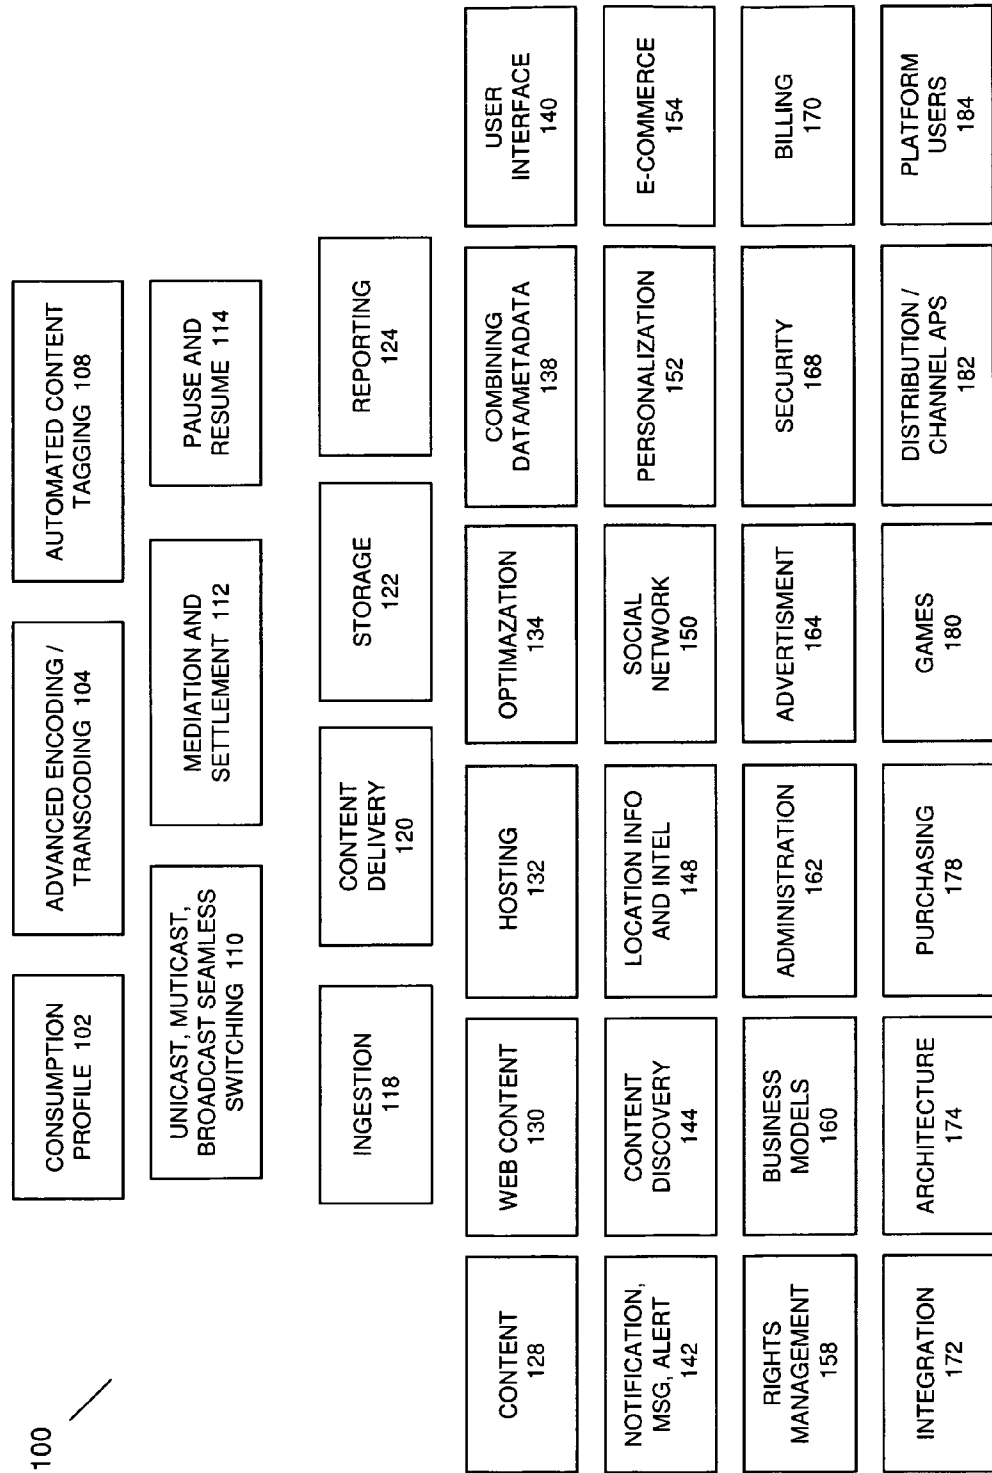 100
CONSUMPTION
PROFILE 102
ADVANCED ENCODING /
TRANSCODING 104
AUTOMATED CONTENT
TAGGING 108
UNICAST, MUTICAST,
BROADCAST SEAMLESS
SWITCHING 110
MEDIATION AND
SETTLEMENT 112
PAUSE AND
RESUME 114
INGESTION
118
CONTENT
DELIVERY
120
STORAGE
122
REPORTING
124
CONTENT
128
WEB CONTENT
130
HOSTING
132
OPTIMAZATION
134
COMBINING
DATA/METADATA
138
USER
INTERFACE
140
NOTIFICATION,
MSG, ALERT
142
CONTENT
DISCOVERY
144
LOCATION INFO
AND INTEL
148
SOCIAL
NETWORK
150
PERSONALIZATION
152
E-COMMERCE
154
RIGHTS
MANAGEMENT
158
BUSINESS
MODELS
160
ADMINISTRATION
162
ADVERTISMENT
164
SECURITY
168
BILLING
170
INTEGRATION
172
ARCHITECTURE
174
PURCHASING
178
GAMES
180
DISTRIBUTION /
CHANNEL APS
182
PLATFORM
USERS
184